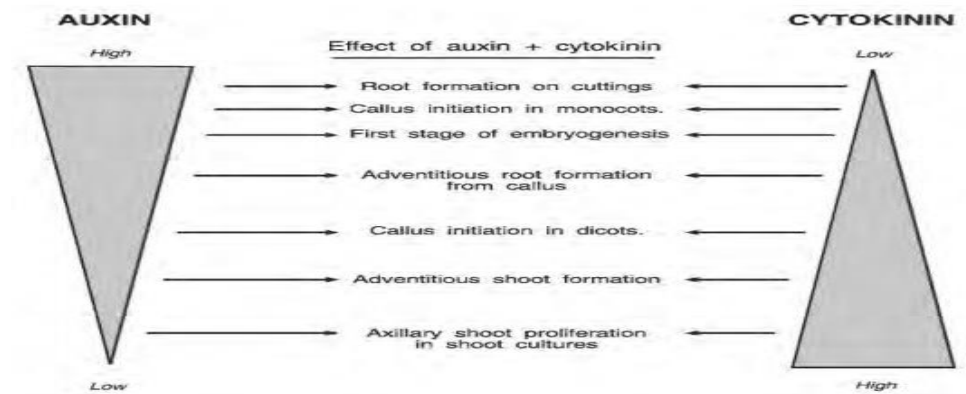 AUXIN
CYTOKININ
High
Effect of auxin + cytokinin
Low
Root formation on cuttings
Callus initiation in monocots.
First stage of embryogenesis
Adventitious root formation
from callus
Callus initiation in dicots.
Adventitious shoot formation
Axillary shoot proliferation
in shoot cultures
Low
High